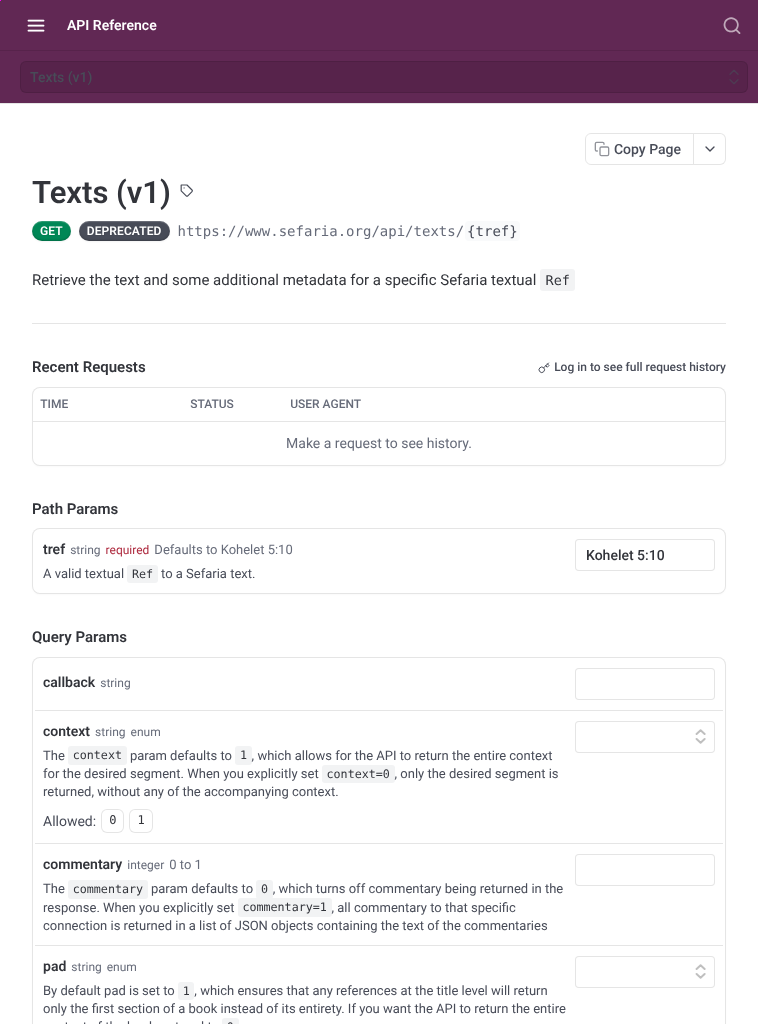 API Reference
Texts (v1)
Copy Page
Texts (v1)
GET DEPRECATED https://www.sefaria.org/api/texts/{tref}
Retrieve the text and some additional metadata for a specific Sefaria textual Ref
Recent Requests
Log in to see full request history
TIME STATUS USER AGENT
Make a request to see history.
Path Params
tref string required Defaults to Kohelet 5:10
A valid textual Ref to a Sefaria text.
Kohelet 5:10
Query Params
callback string
context string enum
The context param defaults to 1, which allows for the API to return the entire context
for the desired segment. When you explicitly set context=0, only the desired segment is
returned, without any of the accompanying context.
Allowed: 0 1
commentary integer 0 to 1
The commentary param defaults to 0, which turns off commentary being returned in the
response. When you explicitly set commentary=1, all commentary to that specific
connection is returned in a list of JSON objects containing the text of the commentaries
pad string enum
By default pad is set to 1, which ensures that any references at the title level will return
only the first section of a book instead of its entirety. If you want the API to return the entire